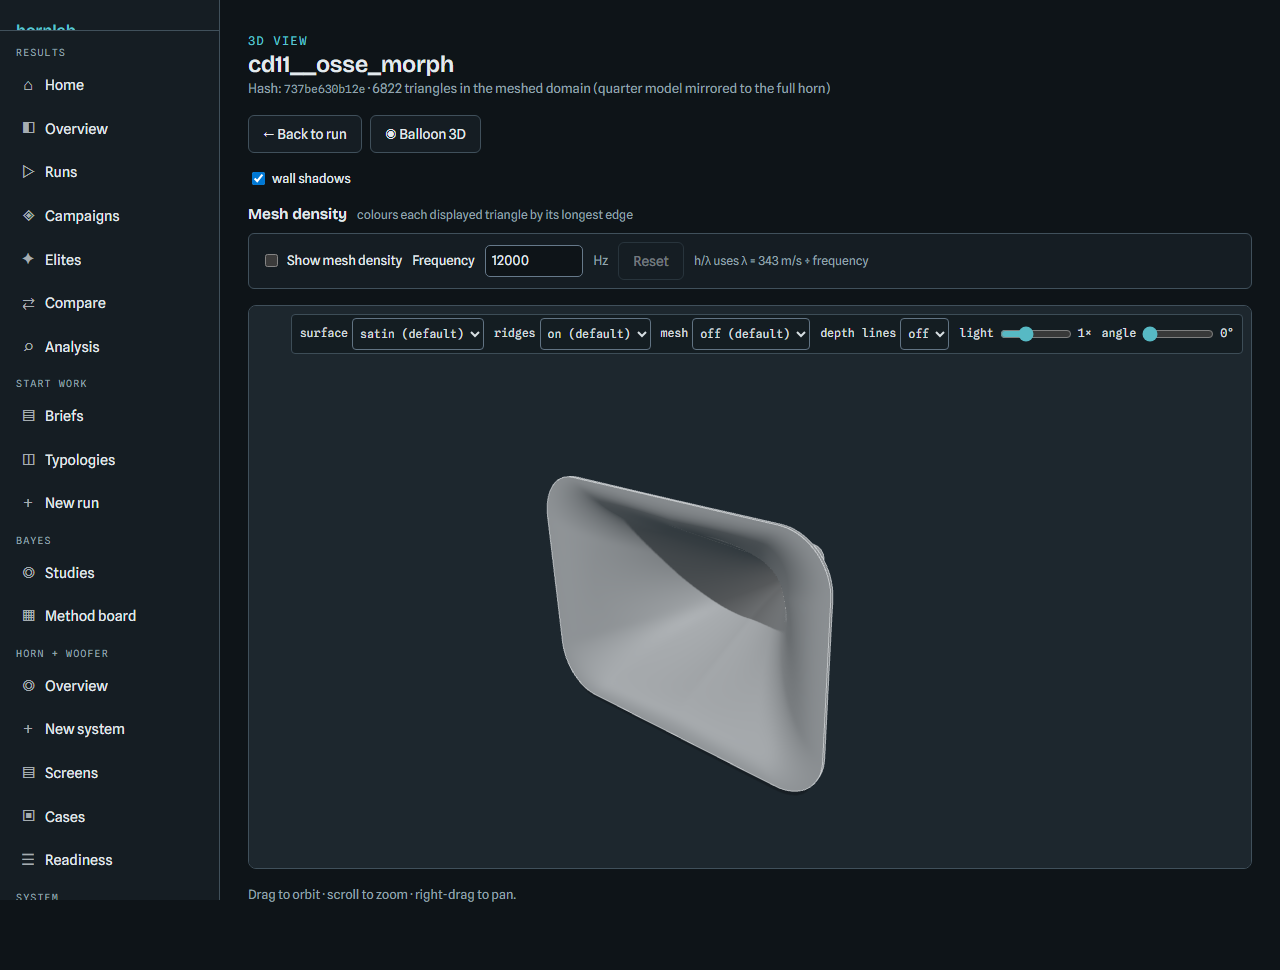 hornlab
RESULTS
Home
Overview
Runs
Campaigns
Elites
Compare
Analysis
START WORK
Briefs
Typologies
New run
BAYES
Studies
Method board
HORN + WOOFER
Overview
New system
Screens
Cases
Readiness
SYSTEM
3D VIEW
cd11__osse_morph
Hash: 737be630b12e · 6822 triangles in the meshed domain (quarter model mirrored to the full horn)
← Back to run ◉ Balloon 3D
wall shadows
Mesh density colours each displayed triangle by its longest edge
Show mesh density Frequency 12000 Hz Reset h/λ uses λ = 343 m/s ÷ frequency
surface satin (default) ridges on (default) mesh off (default) depth lines off light 1× angle 0°
Drag to orbit · scroll to zoom · right-drag to pan.